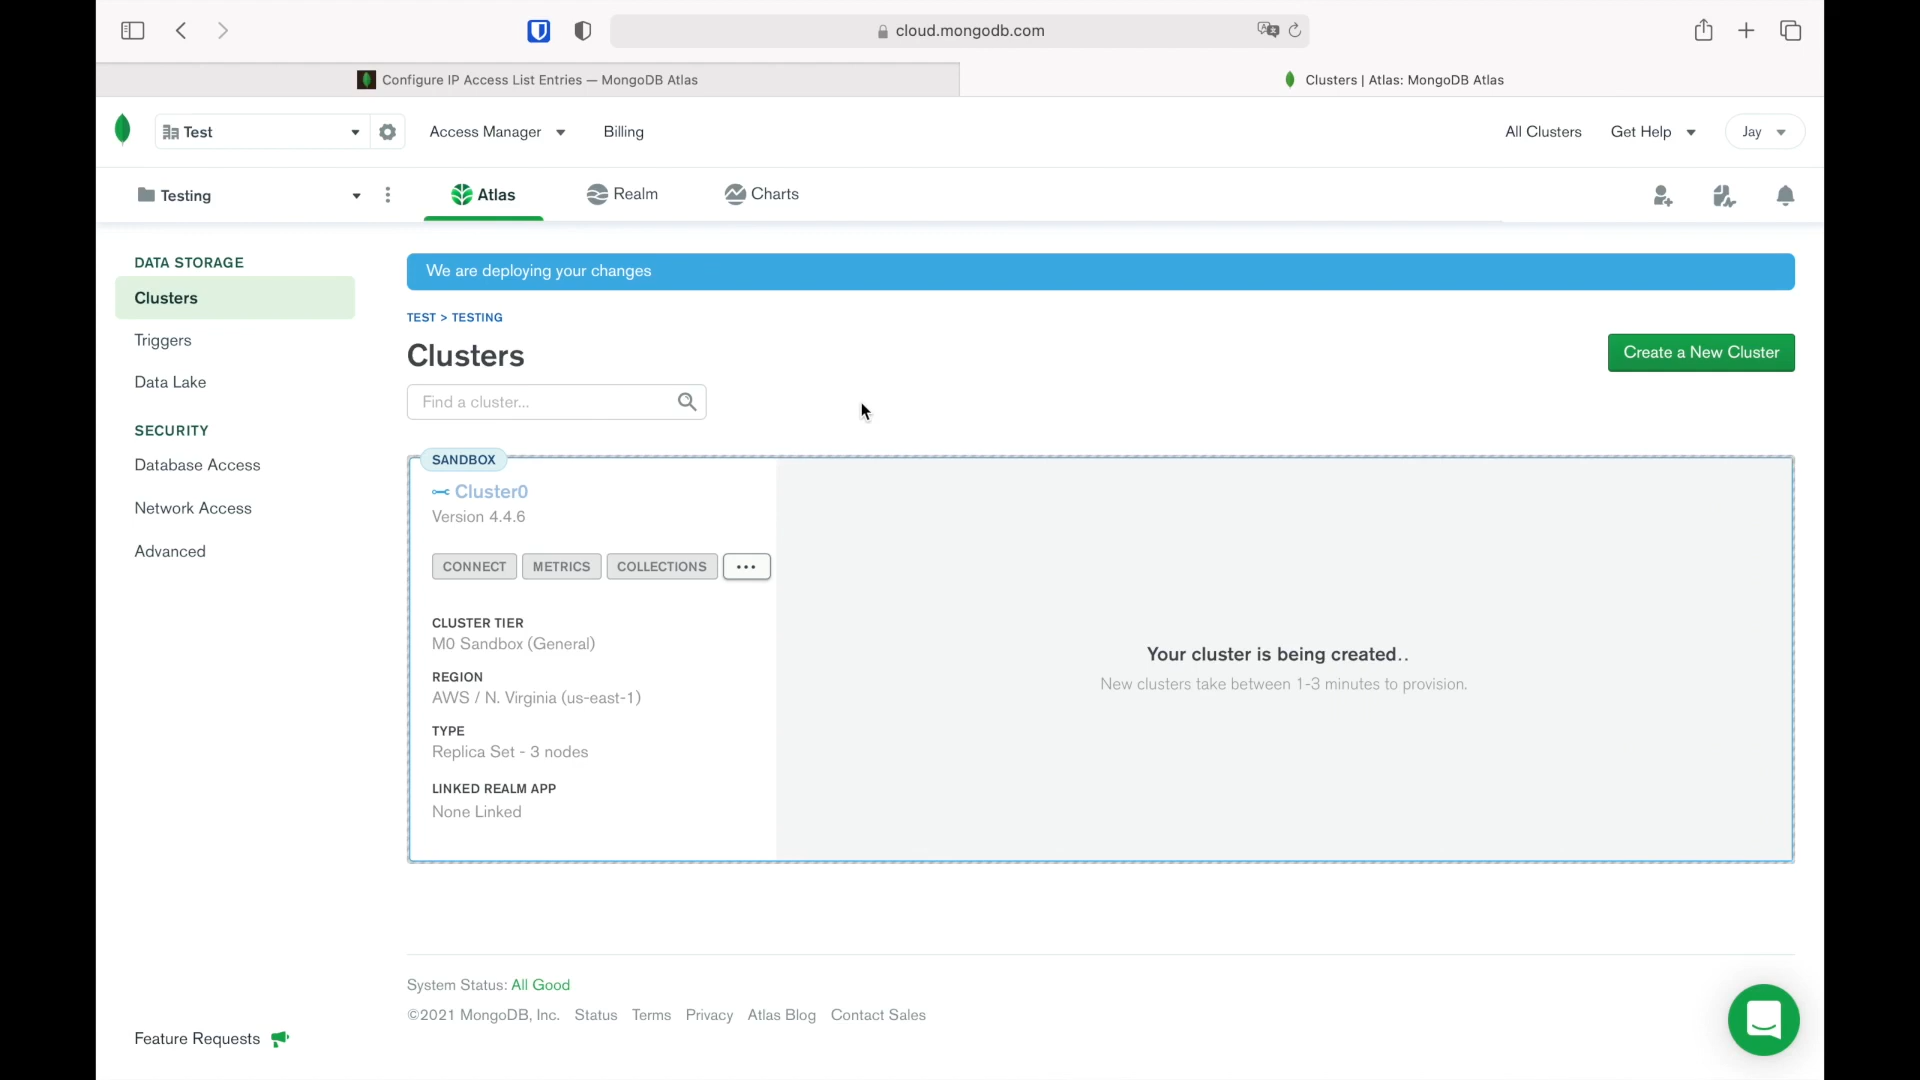 cloud.mongodb.com
Configure IP Access List Entries — MongoDB Atlas
Clusters | Atlas: MongoDB Atlas
Test
Access Manager
Billing
All Clusters
Get Help
Jay
Testing
Atlas
Realm
Charts
DATA STORAGE
Clusters
Triggers
Data Lake
SECURITY
Database Access
Network Access
Advanced
Feature Requests
We are deploying your changes
TEST > TESTING
Clusters
Create a New Cluster
Find a cluster...
SANDBOX
Cluster0
Version 4.4.6
CONNECT METRICS COLLECTIONS ...
CLUSTER TIER
M0 Sandbox (General)
REGION
AWS / N. Virginia (us-east-1)
TYPE
Replica Set - 3 nodes
LINKED REALM APP
None Linked
Your cluster is being created..
New clusters take between 1-3 minutes to provision.
System Status: All Good
©2021 MongoDB, Inc. Status Terms Privacy Atlas Blog Contact Sales